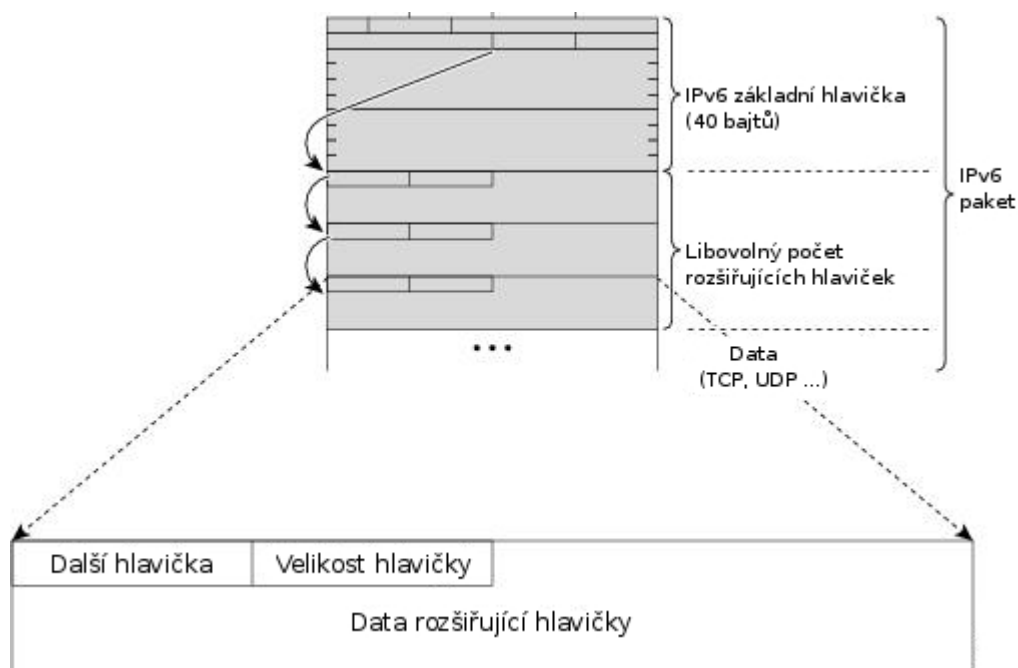 IPv6 základní hlavička
(40 bajtů)
IPv6
paket
Libovolný počet
rozšiřujících hlaviček
Data
(TCP, UDP ...)
Další hlavička
Velikost hlavičky
Data rozšiřující hlavičky